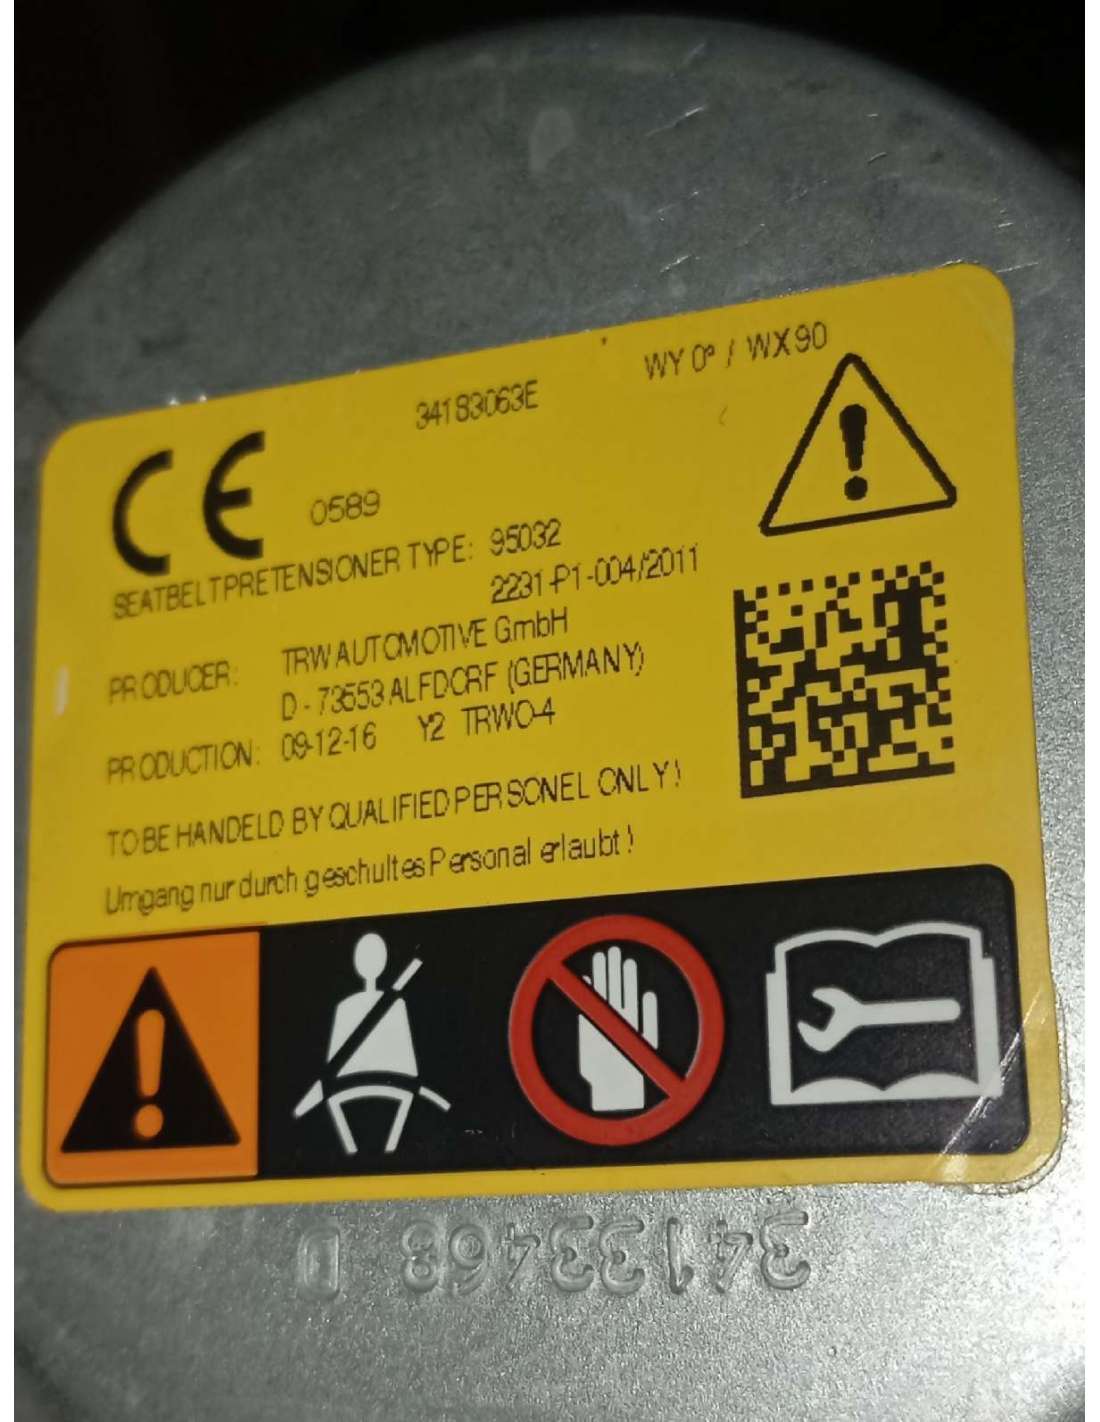 34183063E WY 0° / WX90
CE 0589
SEATBELTPRETENSIONER TYPE: 95032
2231-P1-004/2011
PRODUCER: TRW AUTOMOTIVE GmbH
D - 73553 ALFDORF (GERMANY)
PRODUCTION: 09-12-16 Y2 TRWO-4
TO BE HANDELD BY QUALIFIED PERSONEL ONLY!
Umgang nur durch geschultes Personal erlaubt!
34133468 D